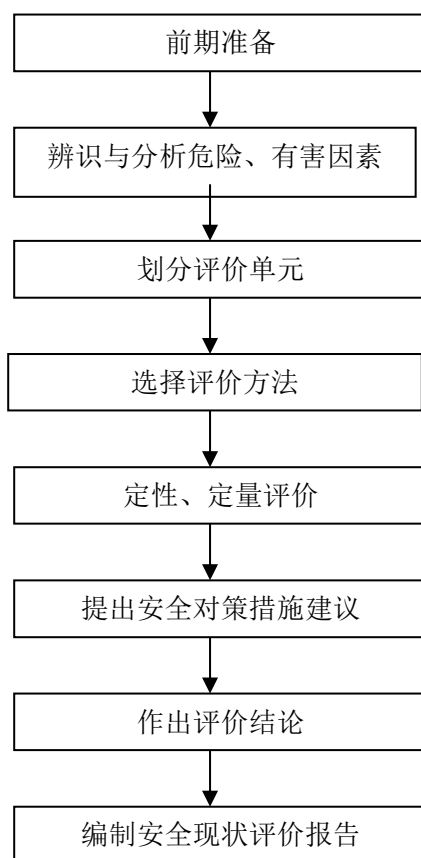 前期准备
辨识与分析危险、有害因素
划分评价单元
选择评价方法
定性、定量评价
提出安全对策措施建议
作出评价结论
编制安全现状评价报告